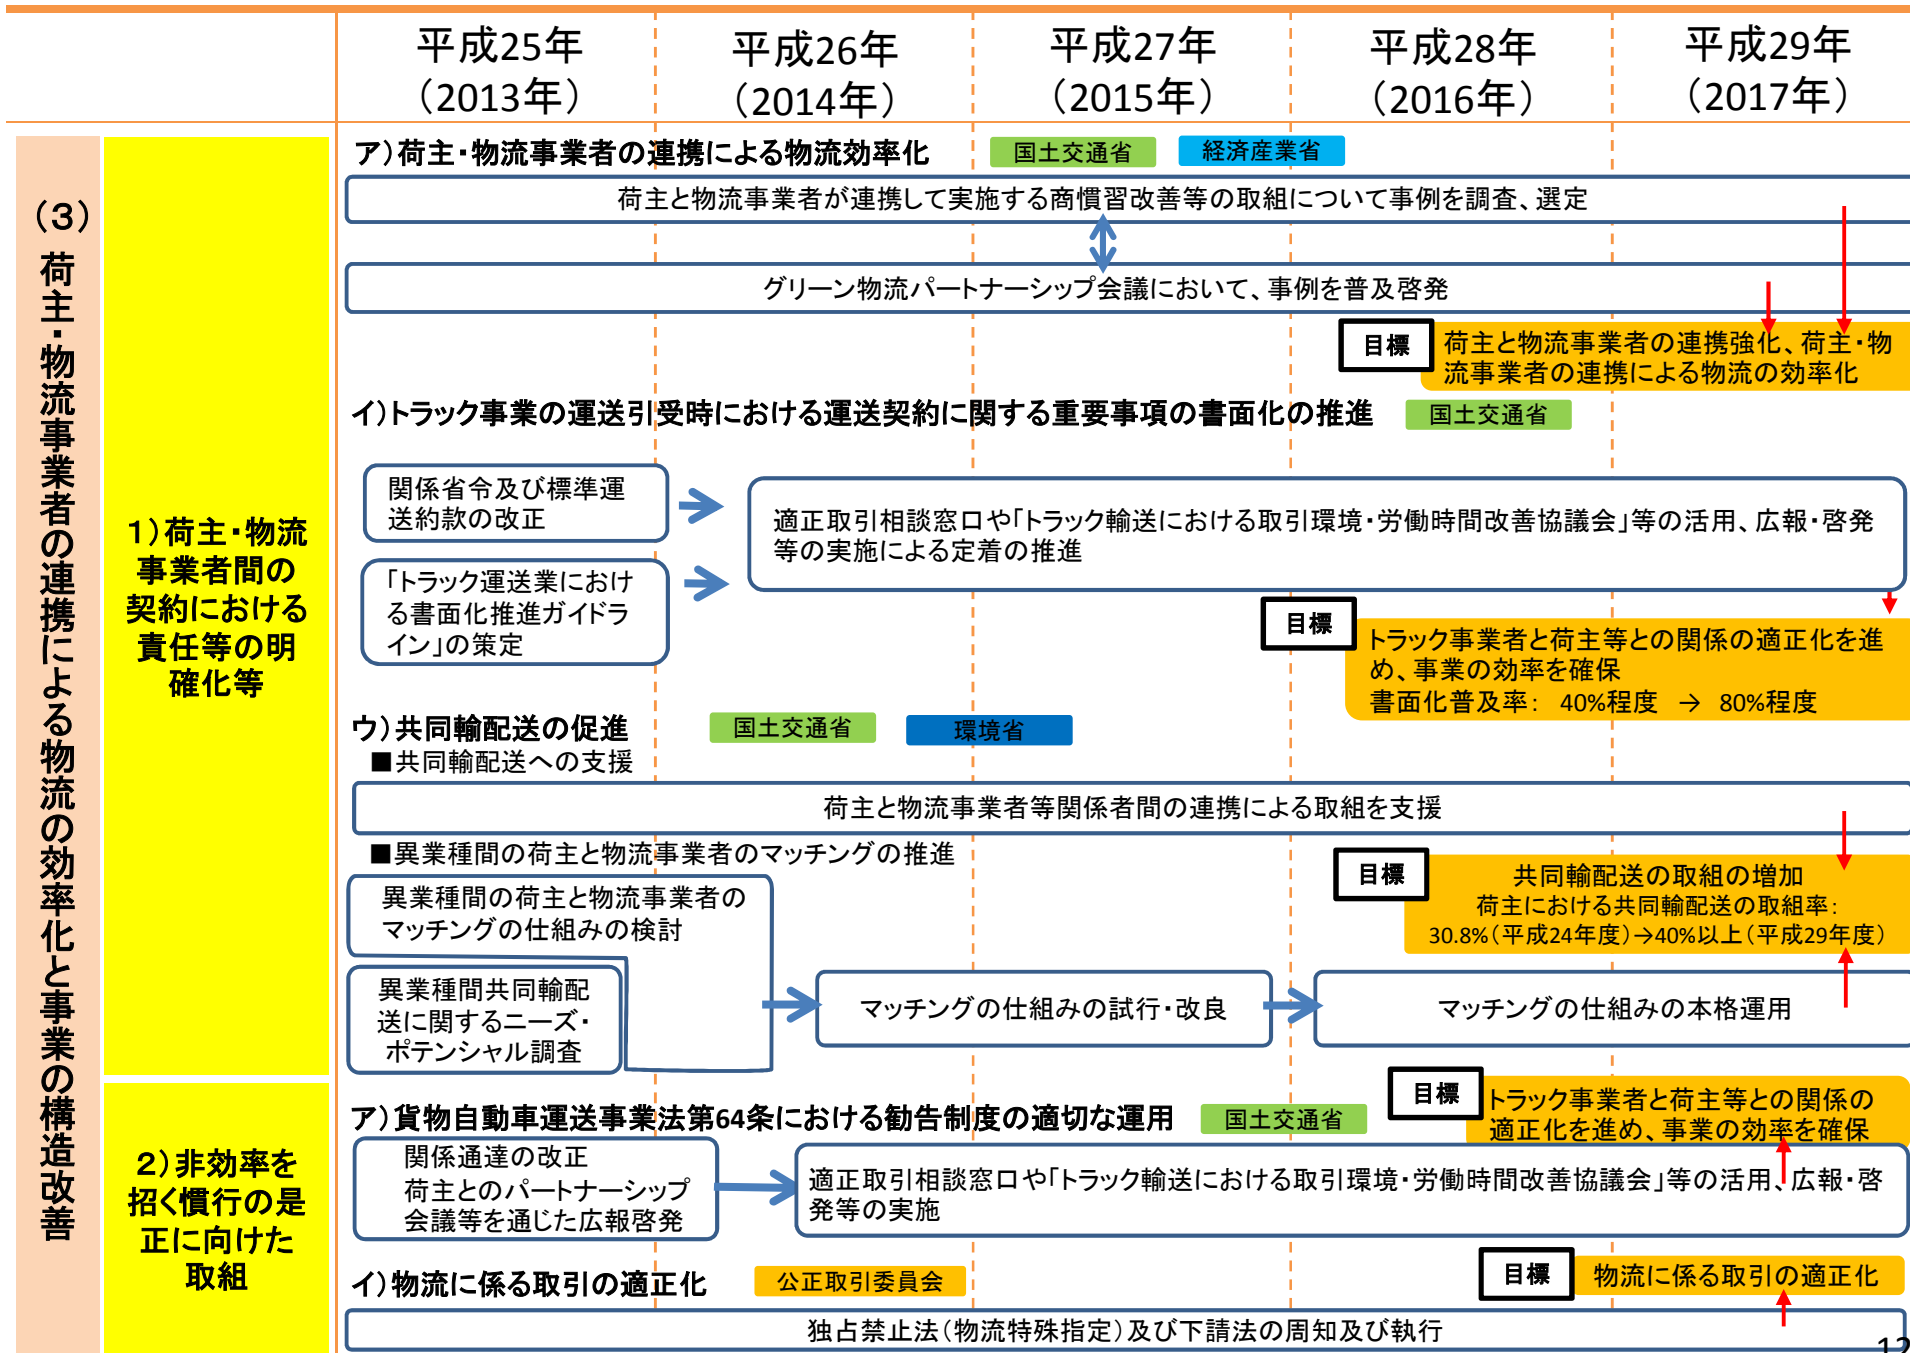 平成25年
(2013年)
平成26年
(2014年)
平成27年
(2015年)
平成28年
(2016年)
平成29年
(2017年)
(3)荷主・物流事業者の連携による物流の効率化と事業の構造改善
1)荷主・物流
事業者間の
契約における
責任等の明
確化等
ア)荷主・物流事業者の連携による物流効率化
国土交通省
経済産業省
荷主と物流事業者が連携して実施する商慣習改善等の取組について事例を調査、選定
グリーン物流パートナーシップ会議において、事例を普及啓発
目標
荷主と物流事業者の連携強化、荷主・物
流事業者の連携による物流の効率化
イ)トラック事業の運送引受時における運送契約に関する重要事項の書面化の推進
国土交通省
関係省令及び標準運
送約款の改正
「トラック運送業におけ
る書面化推進ガイドラ
イン」の策定
適正取引相談窓口や「トラック輸送における取引環境・労働時間改善協議会」等の活用、広報・啓発
等の実施による定着の推進
目標
トラック事業者と荷主等との関係の適正化を進
め、事業の効率を確保
書面化普及率: 40%程度 → 80%程度
ウ)共同輸配送の促進
国土交通省
環境省
■共同輸配送への支援
荷主と物流事業者等関係者間の連携による取組を支援
■異業種間の荷主と物流事業者のマッチングの推進
異業種間の荷主と物流事業者の
マッチングの仕組みの検討
異業種間共同輸配
送に関するニーズ・
ポテンシャル調査
マッチングの仕組みの試行・改良
マッチングの仕組みの本格運用
目標
共同輸配送の取組の増加
荷主における共同輸配送の取組率:
30.8%(平成24年度)→40%以上(平成29年度)
2)非効率を
招く慣行の是
正に向けた
取組
ア)貨物自動車運送事業法第64条における勧告制度の適切な運用
国土交通省
目標
トラック事業者と荷主等との関係の
適正化を進め、事業の効率を確保
関係通達の改正
荷主とのパートナーシップ
会議等を通じた広報啓発
適正取引相談窓口や「トラック輸送における取引環境・労働時間改善協議会」等の活用、広報・啓
発等の実施
イ)物流に係る取引の適正化
公正取引委員会
目標
物流に係る取引の適正化
独占禁止法(物流特殊指定)及び下請法の周知及び執行
12